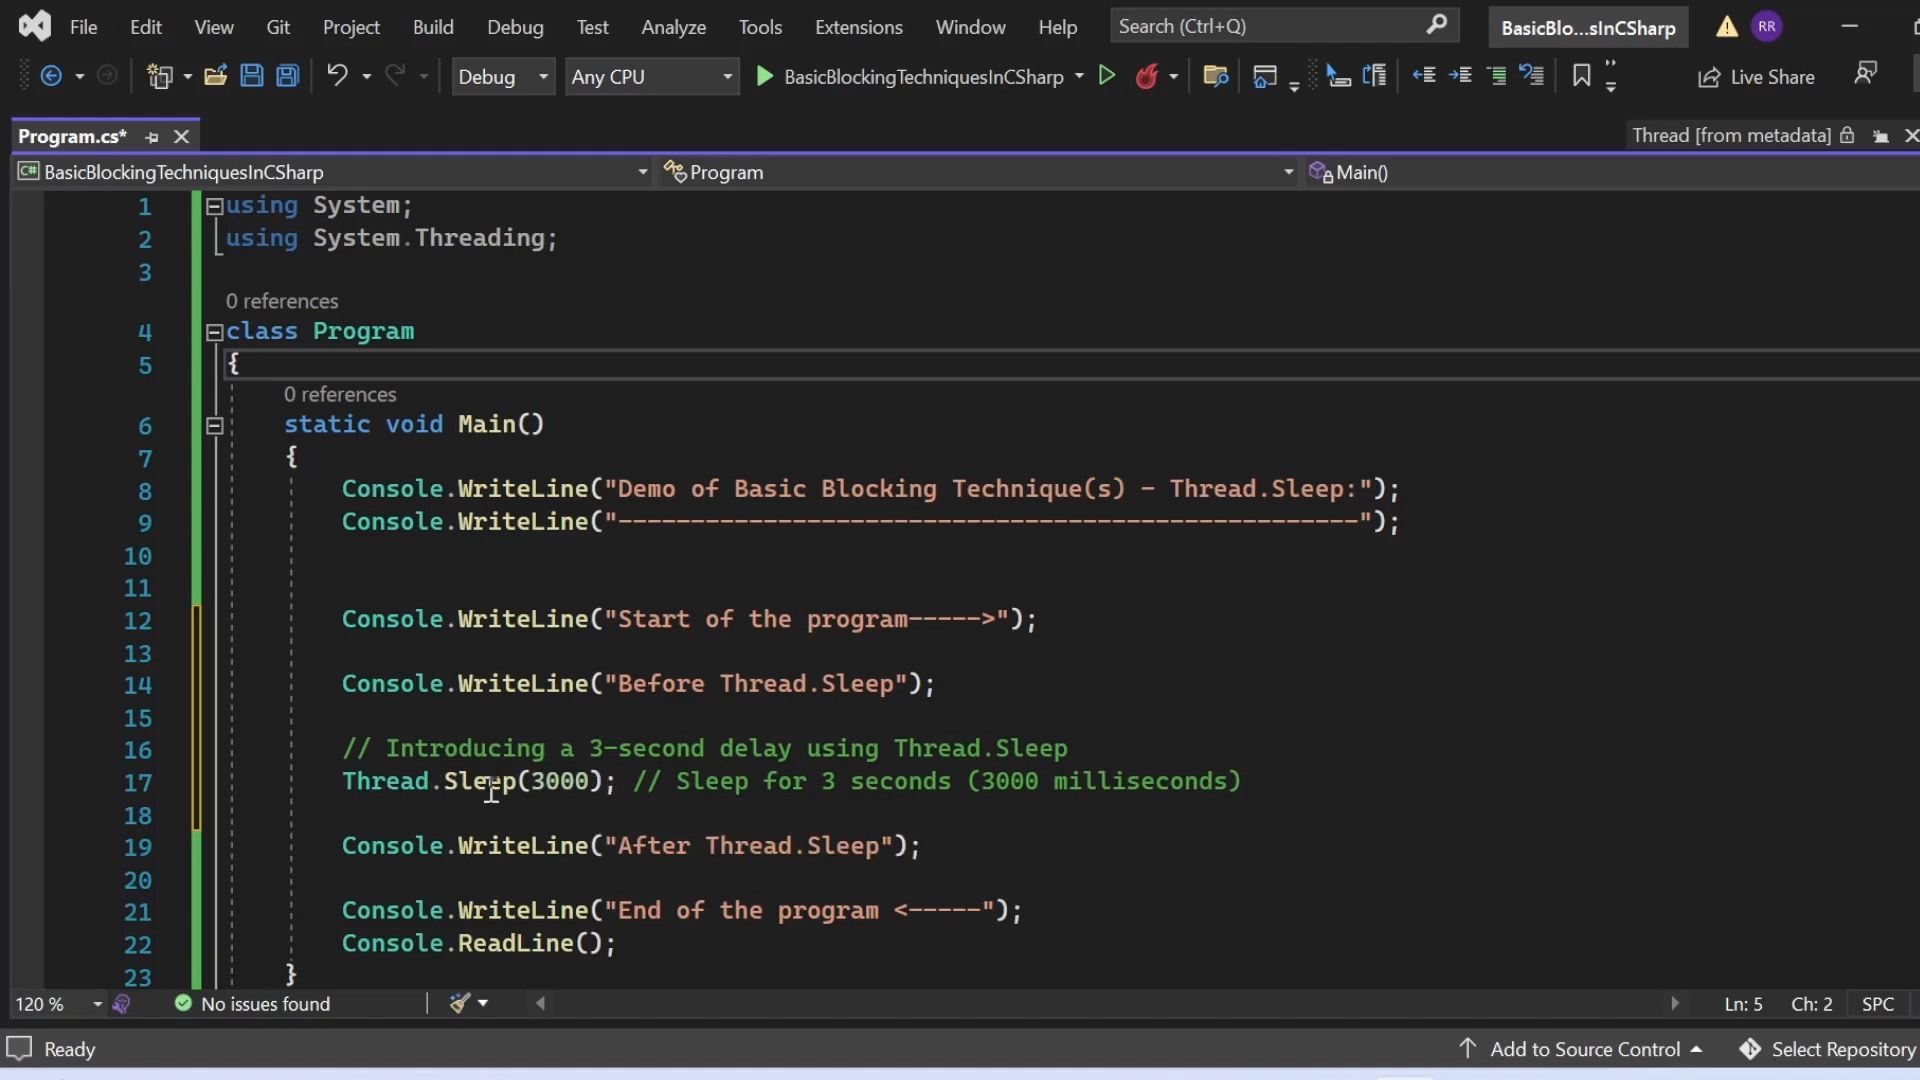 File Edit View Git Project Build Debug Test Analyze Tools Extensions Window Help Search (Ctrl+Q) BasicBlo...sInCSharp RR
Debug Any CPU BasicBlockingTechniquesInCSharp Live Share
Program.cs* Thread [from metadata]
C# BasicBlockingTechniquesInCSharp Program Main()
1 using System;
2 using System.Threading;
3
0 references
4 class Program
5 {
0 references
6 static void Main()
7 {
8 Console.WriteLine("Demo of Basic Blocking Technique(s) - Thread.Sleep:");
9 Console.WriteLine("---------------------------------------------------");
10
11
12 Console.WriteLine("Start of the program----->");
13
14 Console.WriteLine("Before Thread.Sleep");
15
16 // Introducing a 3-second delay using Thread.Sleep
17 Thread.Sleep(3000); // Sleep for 3 seconds (3000 milliseconds)
18
19 Console.WriteLine("After Thread.Sleep");
20
21 Console.WriteLine("End of the program <-----");
22 Console.ReadLine();
23 }
120 % No issues found Ln: 5 Ch: 2 SPC
Ready Add to Source Control Select Repository